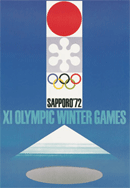 SAPPORO'72
XI OLYMPIC WINTER GAMES